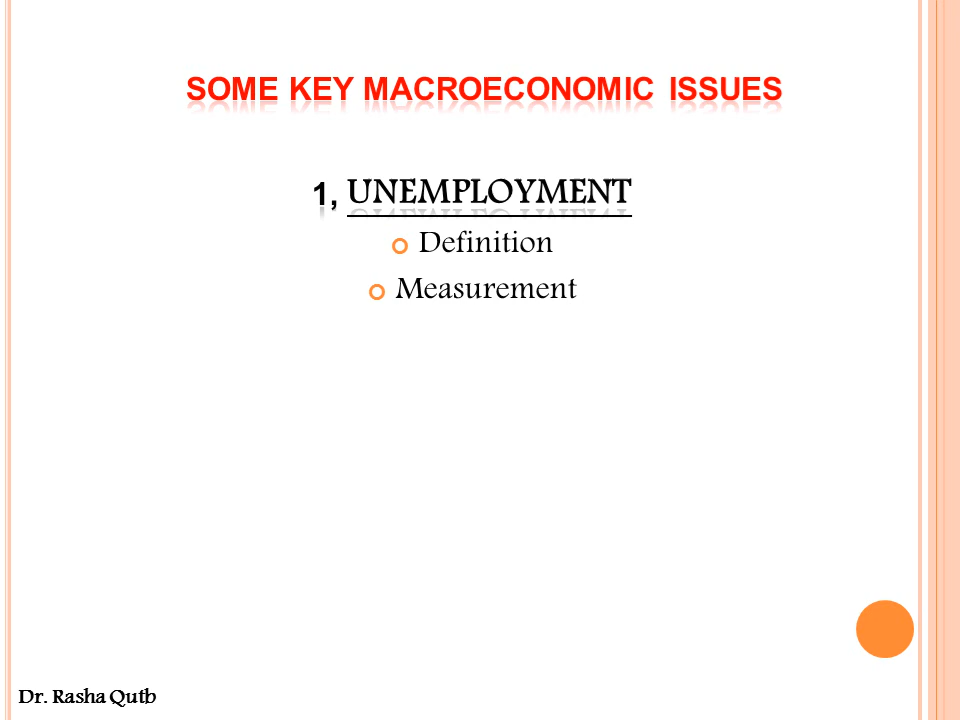 SOME KEY MACROECONOMIC ISSUES
1, UNEMPLOYMENT
Definition
Measurement
Dr. Rasha Qutb